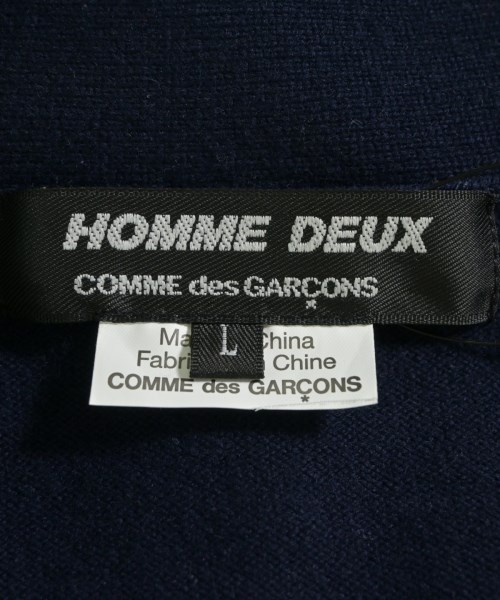 HOMME DEUX
COMME des GARÇONS
L
Ma China
Fabri Chine
COMME des GARÇONS